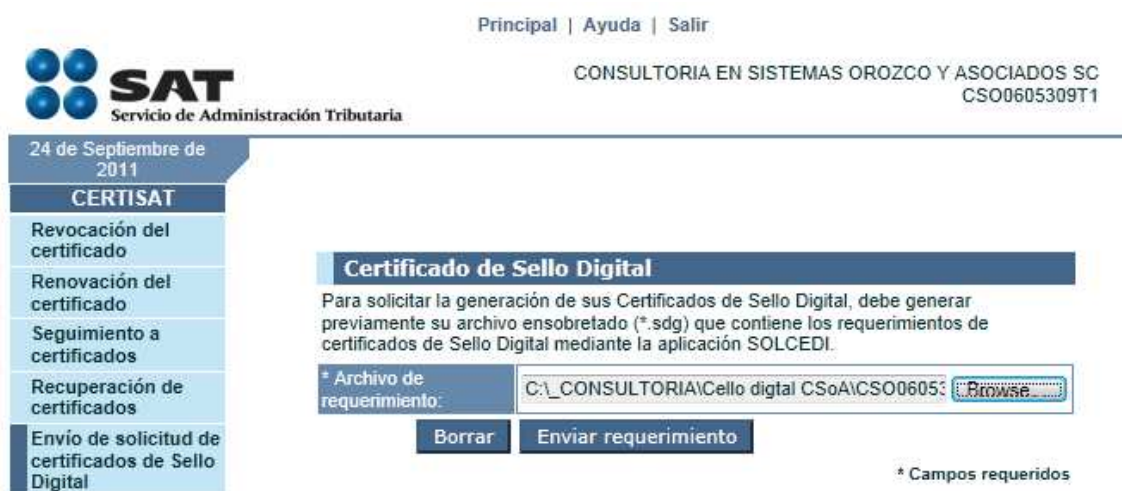 Principal | Ayuda | Salir
SAT
Servicio de Administración Tributaria
CONSULTORIA EN SISTEMAS OROZCO Y ASOCIADOS SC
CSO0605309T1
24 de Septiembre de
2011
CERTISAT
Revocación del
certificado
Renovación del
certificado
Seguimiento a
certificados
Recuperación de
certificados
Envío de solicitud de
certificados de Sello
Digital
Certificado de Sello Digital
Para solicitar la generación de sus Certificados de Sello Digital, debe generar
previamente su archivo ensobretado (*.sdg) que contiene los requerimientos de
certificados de Sello Digital mediante la aplicación SOLCEDI.
* Archivo de
requerimiento:
C:\_CONSULTORIA\Cello digtal CSoA\CSO06053
Browse...
Borrar
Enviar requerimiento
* Campos requeridos